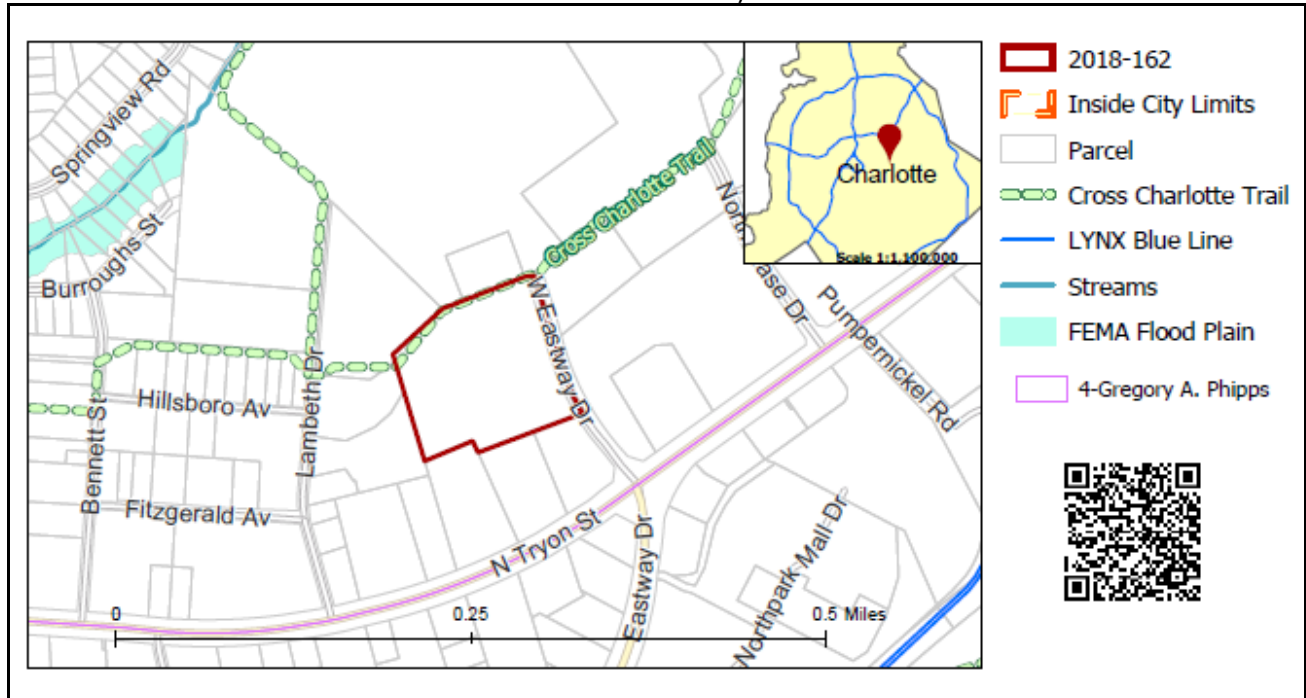 Springview Rd
Burroughs St
Bennett St
Hillsboro Av
Lambeth Dr
Fitzgerald Av
Cross Charlotte Trail
W Eastway Dr
N Tryon St
Eastway Dr
Northpark Mall Dr
Pumpernickel Rd
ase Dr
Charlotte
Scale 1:1,100,000
0
0.25
0.5 Miles
2018-162
Inside City Limits
Parcel
Cross Charlotte Trail
LYNX Blue Line
Streams
FEMA Flood Plain
4-Gregory A. Phipps